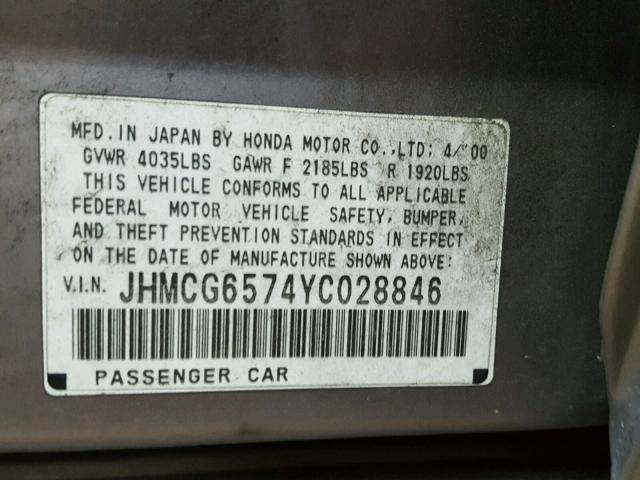 MFD. IN JAPAN BY HONDA MOTOR CO.,LTD; 4/'00
GVWR 4035LBS GAWR F 2185LBS R 1920LBS
THIS VEHICLE CONFORMS TO ALL APPLICABLE
FEDERAL MOTOR VEHICLE SAFETY, BUMPER,
AND THEFT PREVENTION STANDARDS IN EFFECT
ON THE DATE OF MANUFACTURE SHOWN ABOVE:
V.I.N. JHMCG6574YC028846
PASSENGER CAR